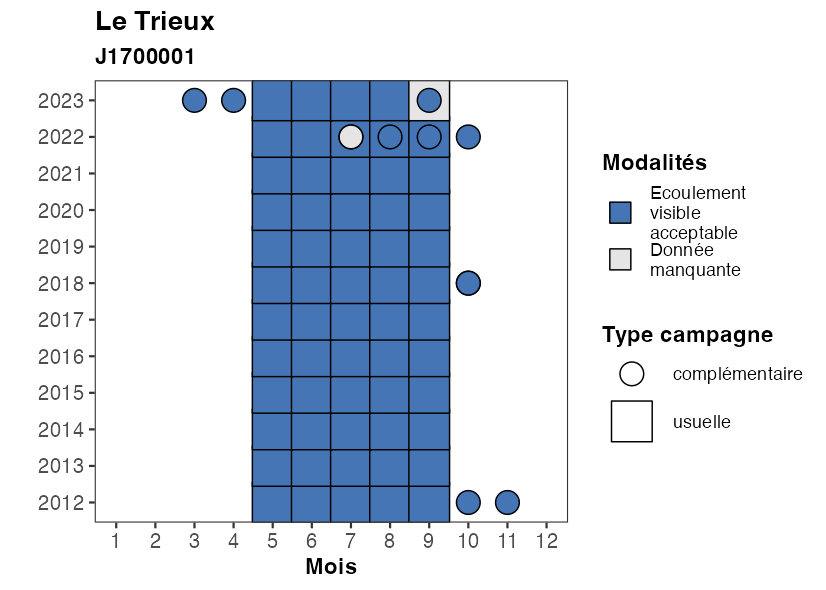 Le Trieux
J1700001
2023
2022
2021
2020
2019
2018
2017
2016
2015
2014
2013
2012
1 2 3 4 5 6 7 8 9 10 11 12
Mois
Modalités
Ecoulement
visible
acceptable
Donnée
manquante
Type campagne
complémentaire
usuelle